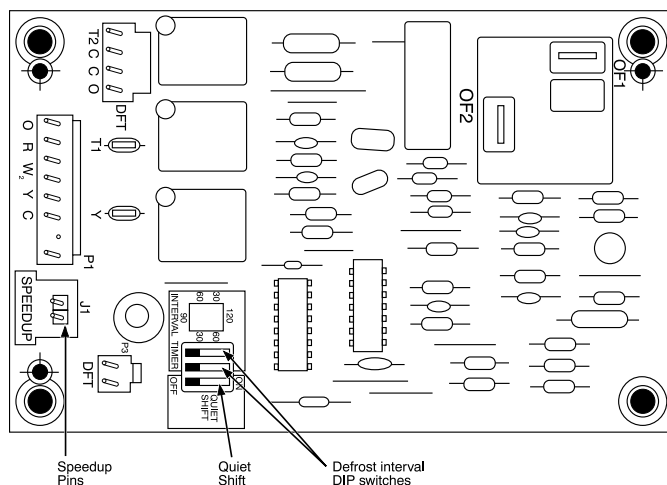 T2 C C O
DFT
T1
Y
O R W2 Y C
P1
J1
SPEEDUP
DFT
P3
OF1
OF2
INTERVAL TIMER
30
60
120
90
30
60
OFF
ON
QUIET
SHIFT
Speedup
Pins
Quiet
Shift
Defrost interval
DIP switches